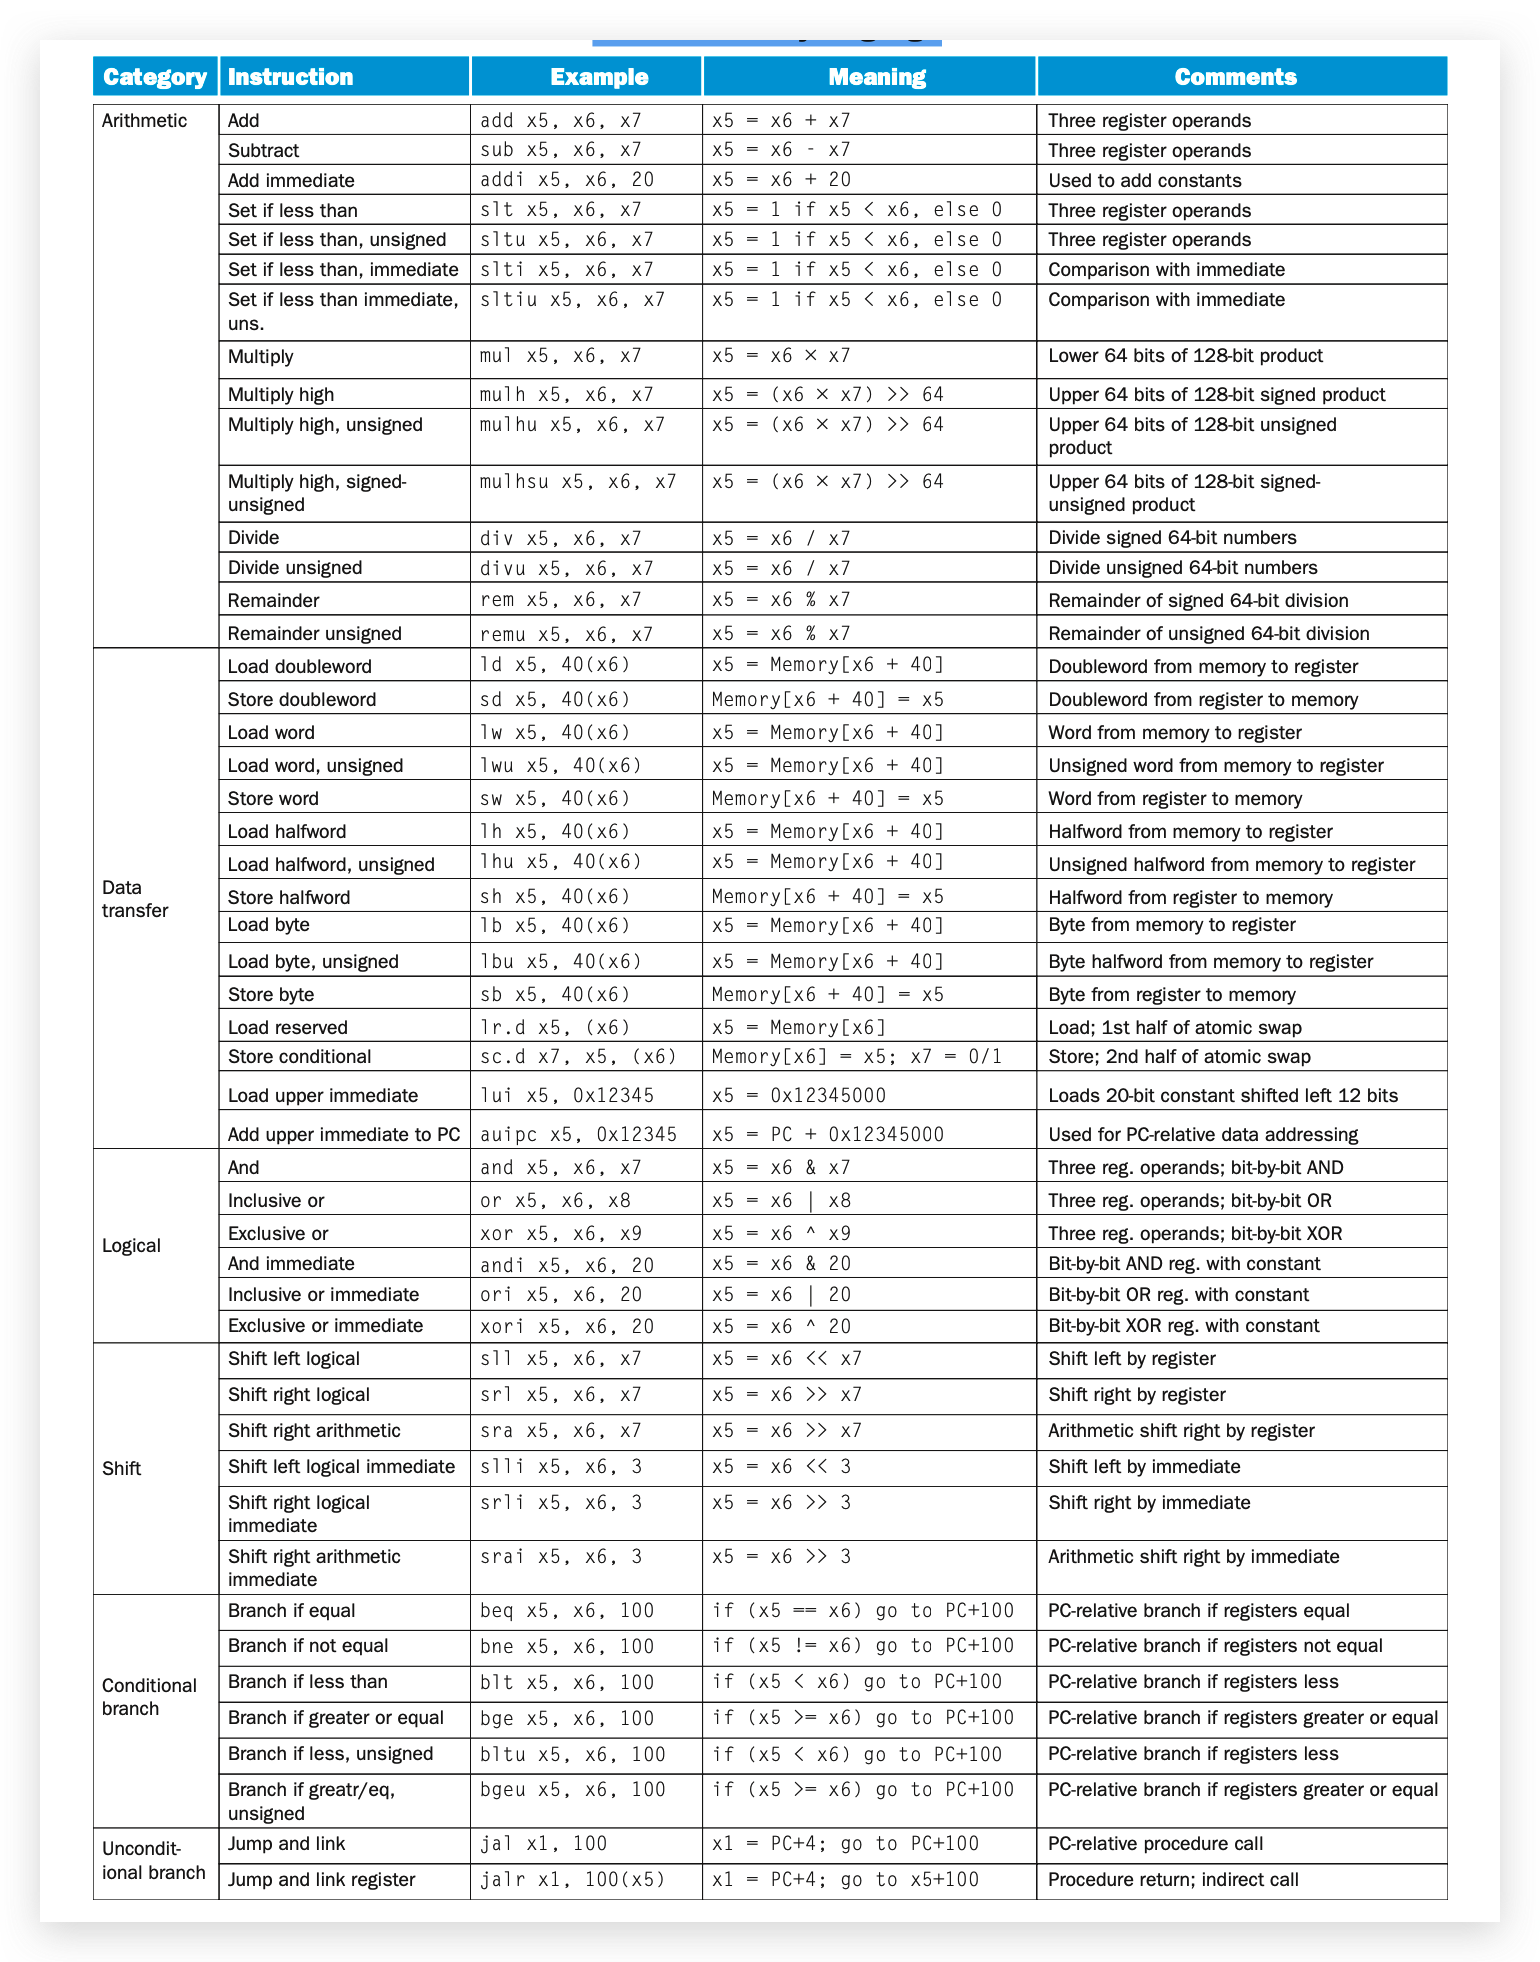 Category Instruction Example Meaning Comments
Arithmetic Add add x5, x6, x7 x5 = x6 + x7 Three register operands
Subtract sub x5, x6, x7 x5 = x6 - x7 Three register operands
Add immediate addi x5, x6, 20 x5 = x6 + 20 Used to add constants
Set if less than slt x5, x6, x7 x5 = 1 if x5 < x6, else 0 Three register operands
Set if less than, unsigned sltu x5, x6, x7 x5 = 1 if x5 < x6, else 0 Three register operands
Set if less than, immediate slti x5, x6, x7 x5 = 1 if x5 < x6, else 0 Comparison with immediate
Set if less than immediate, sltiu x5, x6, x7 x5 = 1 if x5 < x6, else 0 Comparison with immediate
uns.
Multiply mul x5, x6, x7 x5 = x6 × x7 Lower 64 bits of 128-bit product
Multiply high mulh x5, x6, x7 x5 = (x6 × x7) >> 64 Upper 64 bits of 128-bit signed product
Multiply high, unsigned mulhu x5, x6, x7 x5 = (x6 × x7) >> 64 Upper 64 bits of 128-bit unsigned
product
Multiply high, signed- mulhsu x5, x6, x7 x5 = (x6 × x7) >> 64 Upper 64 bits of 128-bit signed-
unsigned unsigned product
Divide div x5, x6, x7 x5 = x6 / x7 Divide signed 64-bit numbers
Divide unsigned divu x5, x6, x7 x5 = x6 / x7 Divide unsigned 64-bit numbers
Remainder rem x5, x6, x7 x5 = x6 % x7 Remainder of signed 64-bit division
Remainder unsigned remu x5, x6, x7 x5 = x6 % x7 Remainder of unsigned 64-bit division
Load doubleword ld x5, 40(x6) x5 = Memory[x6 + 40] Doubleword from memory to register
Store doubleword sd x5, 40(x6) Memory[x6 + 40] = x5 Doubleword from register to memory
Load word lw x5, 40(x6) x5 = Memory[x6 + 40] Word from memory to register
Load word, unsigned lwu x5, 40(x6) x5 = Memory[x6 + 40] Unsigned word from memory to register
Store word sw x5, 40(x6) Memory[x6 + 40] = x5 Word from register to memory
Load halfword lh x5, 40(x6) x5 = Memory[x6 + 40] Halfword from memory to register
Load halfword, unsigned lhu x5, 40(x6) x5 = Memory[x6 + 40] Unsigned halfword from memory to register
Data
transfer
Store halfword sh x5, 40(x6) Memory[x6 + 40] = x5 Halfword from register to memory
Load byte lb x5, 40(x6) x5 = Memory[x6 + 40] Byte from memory to register
Load byte, unsigned lbu x5, 40(x6) x5 = Memory[x6 + 40] Byte halfword from memory to register
Store byte sb x5, 40(x6) Memory[x6 + 40] = x5 Byte from register to memory
Load reserved lr.d x5, (x6) x5 = Memory[x6] Load; 1st half of atomic swap
Store conditional sc.d x7, x5, (x6) Memory[x6] = x5; x7 = 0/1 Store; 2nd half of atomic swap
Load upper immediate lui x5, 0x12345 x5 = 0x12345000 Loads 20-bit constant shifted left 12 bits
Add upper immediate to PC auipc x5, 0x12345 x5 = PC + 0x12345000 Used for PC-relative data addressing
And and x5, x6, x7 x5 = x6 & x7 Three reg. operands; bit-by-bit AND
Inclusive or or x5, x6, x8 x5 = x6 | x8 Three reg. operands; bit-by-bit OR
Exclusive or xor x5, x6, x9 x5 = x6 ^ x9 Three reg. operands; bit-by-bit XOR
Logical
And immediate andi x5, x6, 20 x5 = x6 & 20 Bit-by-bit AND reg. with constant
Inclusive or immediate ori x5, x6, 20 x5 = x6 | 20 Bit-by-bit OR reg. with constant
Exclusive or immediate xori x5, x6, 20 x5 = x6 ^ 20 Bit-by-bit XOR reg. with constant
Shift left logical sll x5, x6, x7 x5 = x6 << x7 Shift left by register
Shift right logical srl x5, x6, x7 x5 = x6 >> x7 Shift right by register
Shift right arithmetic sra x5, x6, x7 x5 = x6 >> x7 Arithmetic shift right by register
Shift Shift left logical immediate slli x5, x6, 3 x5 = x6 << 3 Shift left by immediate
Shift right logical srli x5, x6, 3 x5 = x6 >> 3 Shift right by immediate
immediate
Shift right arithmetic srai x5, x6, 3 x5 = x6 >> 3 Arithmetic shift right by immediate
immediate
Branch if equal beq x5, x6, 100 if (x5 == x6) go to PC+100 PC-relative branch if registers equal
Branch if not equal bne x5, x6, 100 if (x5 != x6) go to PC+100 PC-relative branch if registers not equal
Conditional
branch
Branch if less than blt x5, x6, 100 if (x5 < x6) go to PC+100 PC-relative branch if registers less
Branch if greater or equal bge x5, x6, 100 if (x5 >= x6) go to PC+100 PC-relative branch if registers greater or equal
Branch if less, unsigned bltu x5, x6, 100 if (x5 < x6) go to PC+100 PC-relative branch if registers less
Branch if greatr/eq, bgeu x5, x6, 100 if (x5 >= x6) go to PC+100 PC-relative branch if registers greater or equal
unsigned
Uncondit-
ional branch
Jump and link jal x1, 100 x1 = PC+4; go to PC+100 PC-relative procedure call
Jump and link register jalr x1, 100(x5) x1 = PC+4; go to x5+100 Procedure return; indirect call